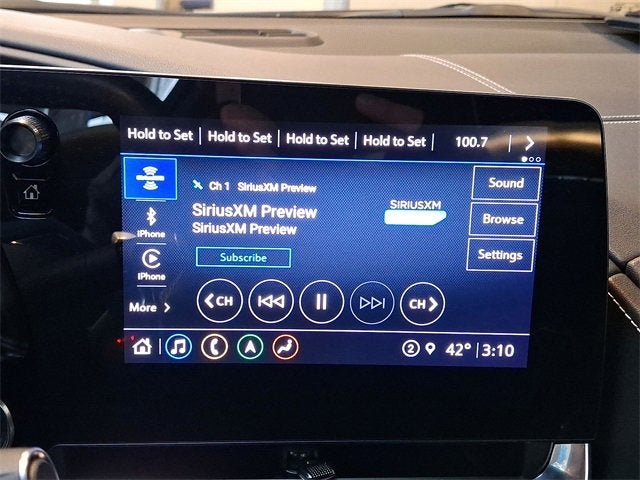 Hold to Set Hold to Set Hold to Set Hold to Set 100.7
Ch 1 SiriusXM Preview
SiriusXM Preview
SiriusXM Preview
Subscribe
SIRIUSXM
Sound
Browse
Settings
iPhone
iPhone
More
CH
CH
2 42° 3:10